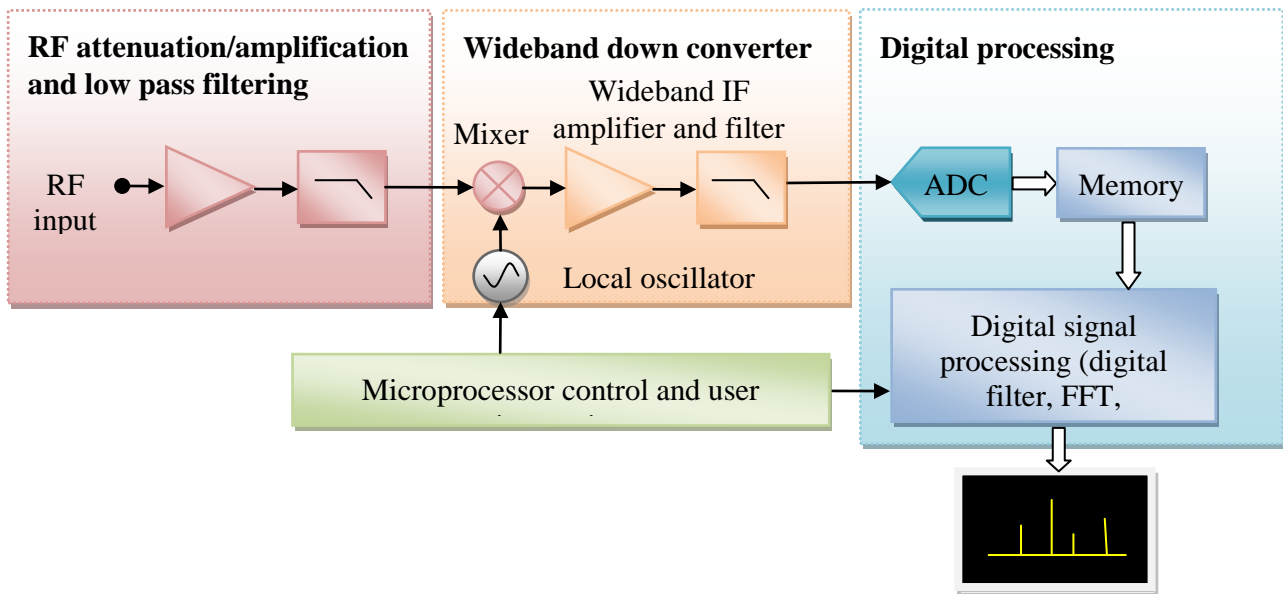 RF attenuation/amplification
and low pass filtering
RF
input
Wideband down converter
Wideband IF
amplifier and filter
Mixer
Local oscillator
Digital processing
ADC
Memory
Digital signal
processing (digital
filter, FFT,
Microprocessor control and user